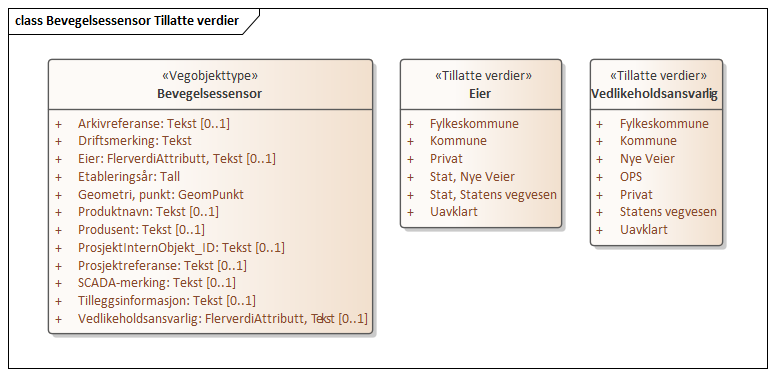 class Bevegelsessensor Tillatte verdier
«Vegobjekttype»
Bevegelsessensor
+ Arkivreferanse: Tekst [0..1]
+ Driftsmerking: Tekst
+ Eier: FlerverdiAttributt, Tekst [0..1]
+ Etableringsår: Tall
+ Geometri, punkt: GeomPunkt
+ Produktnavn: Tekst [0..1]
+ Produsent: Tekst [0..1]
+ ProsjektInternObjekt_ID: Tekst [0..1]
+ Prosjektreferanse: Tekst [0..1]
+ SCADA-merking: Tekst [0..1]
+ Tilleggsinformasjon: Tekst [0..1]
+ Vedlikeholdsansvarlig: FlerverdiAttributt, Tekst [0..1]
«Tillatte verdier»
Eier
+ Fylkeskommune
+ Kommune
+ Privat
+ Stat, Nye Veier
+ Stat, Statens vegvesen
+ Uavklart
«Tillatte verdier»
Vedlikeholdsansvarlig
+ Fylkeskommune
+ Kommune
+ Nye Veier
+ OPS
+ Privat
+ Statens vegvesen
+ Uavklart